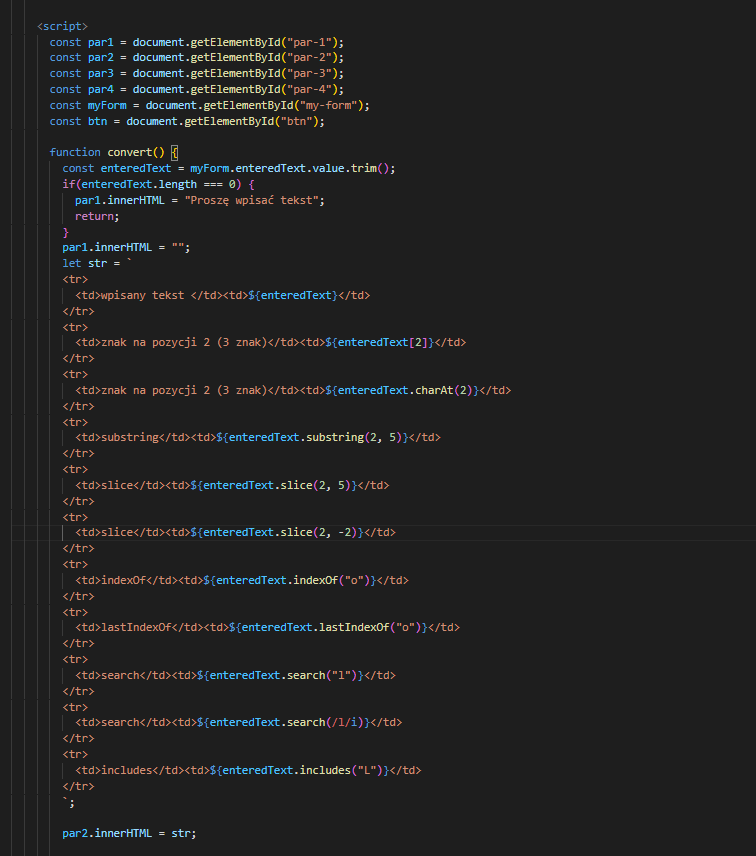 <script>
const par1 = document.getElementById("par-1");
const par2 = document.getElementById("par-2");
const par3 = document.getElementById("par-3");
const par4 = document.getElementById("par-4");
const myForm = document.getElementById("my-form");
const btn = document.getElementById("btn");
function convert() {
const enteredText = myForm.enteredText.value.trim();
if(enteredText.length === 0) {
par1.innerHTML = "Proszę wpisać tekst";
return;
}
par1.innerHTML = "";
let str = `
<tr>
<td>wpisany tekst </td><td>${enteredText}</td>
</tr>
<tr>
<td>znak na pozycji 2 (3 znak)</td><td>${enteredText[2]}</td>
</tr>
<tr>
<td>znak na pozycji 2 (3 znak)</td><td>${enteredText.charAt(2)}</td>
</tr>
<tr>
<td>substring</td><td>${enteredText.substring(2, 5)}</td>
</tr>
<tr>
<td>slice</td><td>${enteredText.slice(2, 5)}</td>
</tr>
<tr>
<td>slice</td><td>${enteredText.slice(2, -2)}</td>
</tr>
<tr>
<td>indexOf</td><td>${enteredText.indexOf("o")}</td>
</tr>
<tr>
<td>lastIndexOf</td><td>${enteredText.lastIndexOf("o")}</td>
</tr>
<tr>
<td>search</td><td>${enteredText.search("l")}</td>
</tr>
<tr>
<td>search</td><td>${enteredText.search(/l/i)}</td>
</tr>
<tr>
<td>includes</td><td>${enteredText.includes("L")}</td>
</tr>
`;
par2.innerHTML = str;